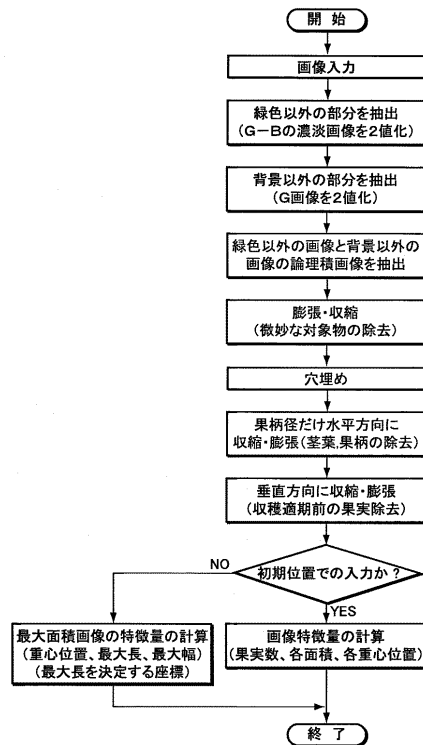 開始
画像入力
緑色以外の部分を抽出
(G－Bの濃淡画像を2値化)
背景以外の部分を抽出
(G画像を2値化)
緑色以外の画像と背景以外の
画像の論理積画像を抽出
膨張・収縮
(微妙な対象物の除去)
穴埋め
果柄径だけ水平方向に
収縮・膨張(茎葉,果柄の除去)
垂直方向に収縮・膨張
(収穫適期前の果実除去)
初期位置での入力か?
NO
YES
最大面積画像の特徴量の計算
(重心位置、最大長、最大幅)
(最大長を決定する座標)
画像特徴量の計算
(果実数、各面積、各重心位置)
終了